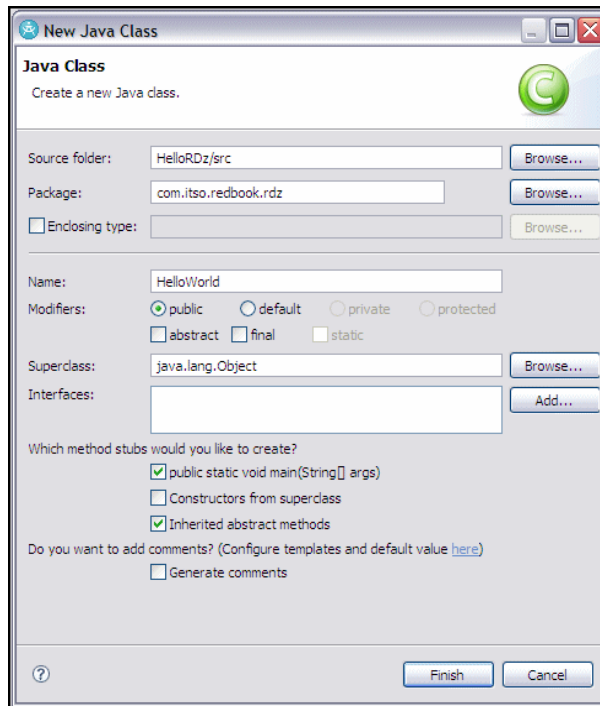 New Java Class
Java Class
Create a new Java class.
C
Source folder: HelloRDz/src Browse...
Package: com.itso.redbook.rdz Browse...
Enclosing type: Browse...
Name: HelloWorld
Modifiers: public default private protected
abstract final static
Superclass: java.lang.Object Browse...
Interfaces: Add...
Which method stubs would you like to create?
public static void main(String[] args)
Constructors from superclass
Inherited abstract methods
Do you want to add comments? (Configure templates and default value here)
Generate comments
? Finish Cancel